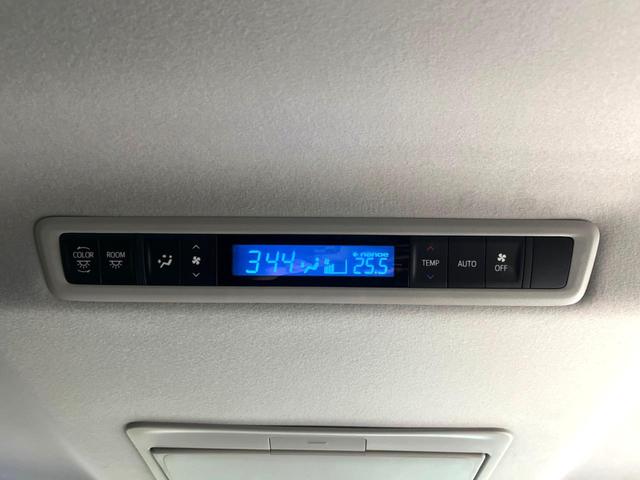 COLOR
ROOM
344
nanoe
25.5
TEMP
AUTO
OFF